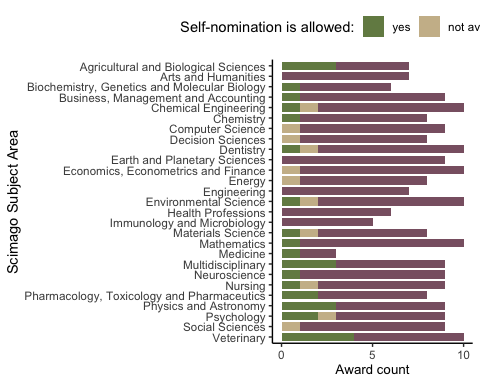 Self-nomination is allowed: yes not av
Agricultural and Biological Sciences
Arts and Humanities
Biochemistry, Genetics and Molecular Biology
Business, Management and Accounting
Chemical Engineering
Chemistry
Computer Science
Decision Sciences
Dentistry
Earth and Planetary Sciences
Economics, Econometrics and Finance
Energy
Engineering
Environmental Science
Health Professions
Immunology and Microbiology
Materials Science
Mathematics
Medicine
Multidisciplinary
Neuroscience
Nursing
Pharmacology, Toxicology and Pharmaceutics
Physics and Astronomy
Psychology
Social Sciences
Veterinary
Scimago Subject Area
0 5 10
Award count